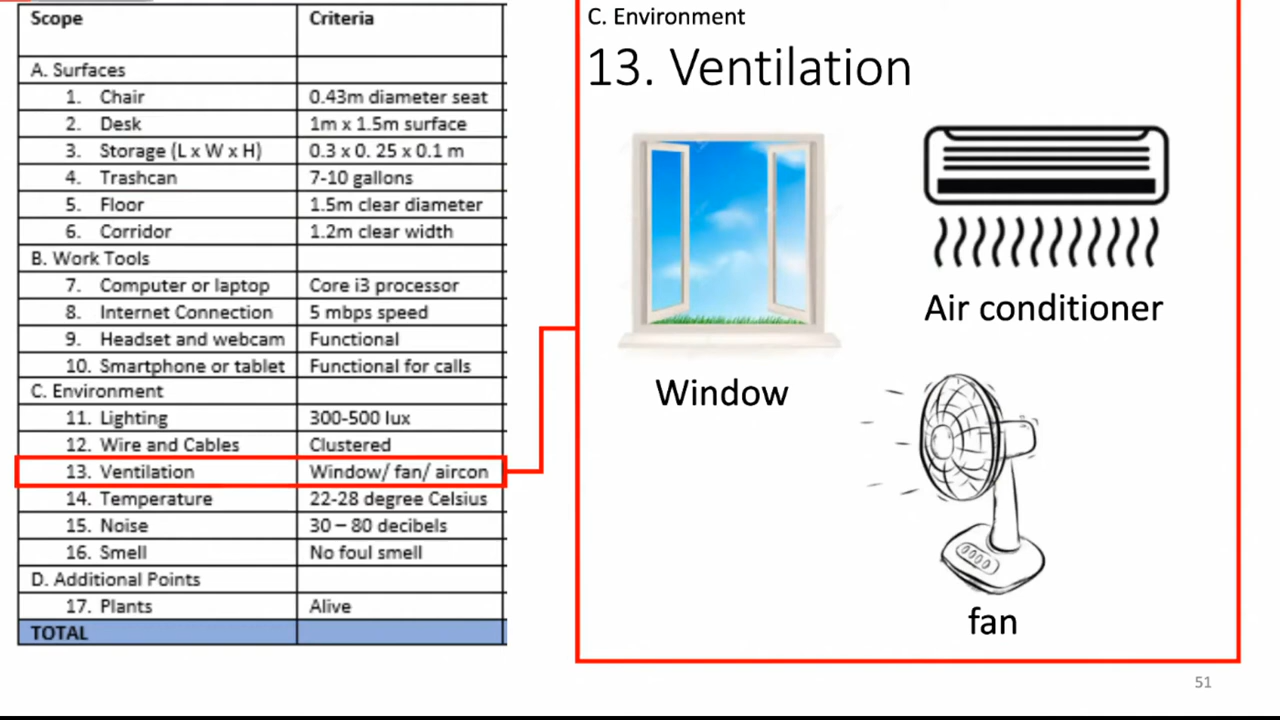 Scope Criteria
A. Surfaces
1. Chair 0.43m diameter seat
2. Desk 1m x 1.5m surface
3. Storage (L x W x H) 0.3 x 0. 25 x 0.1 m
4. Trashcan 7-10 gallons
5. Floor 1.5m clear diameter
6. Corridor 1.2m clear width
B. Work Tools
7. Computer or laptop Core i3 processor
8. Internet Connection 5 mbps speed
9. Headset and webcam Functional
10. Smartphone or tablet Functional for calls
C. Environment
11. Lighting 300-500 lux
12. Wire and Cables Clustered
13. Ventilation Window/ fan/ aircon
14. Temperature 22-28 degree Celsius
15. Noise 30 – 80 decibels
16. Smell No foul smell
D. Additional Points
17. Plants Alive
TOTAL
C. Environment
13. Ventilation
Air conditioner
Window
fan
51